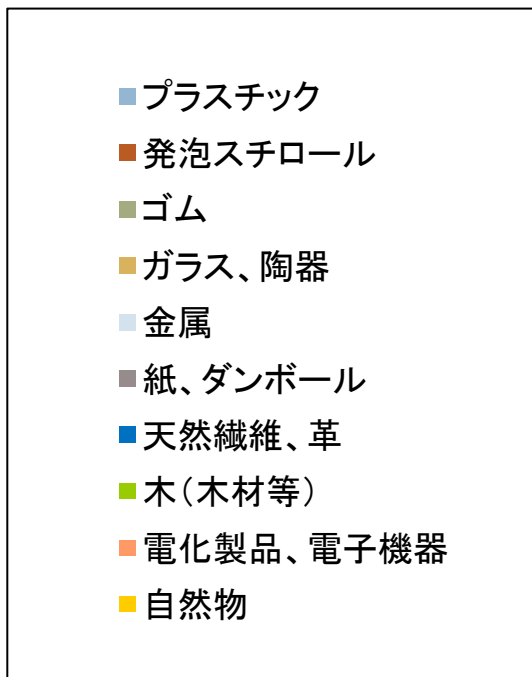 プラスチック
発泡スチロール
ゴム
ガラス、陶器
金属
紙、ダンボール
天然繊維、革
木(木材等)
電化製品、電子機器
自然物